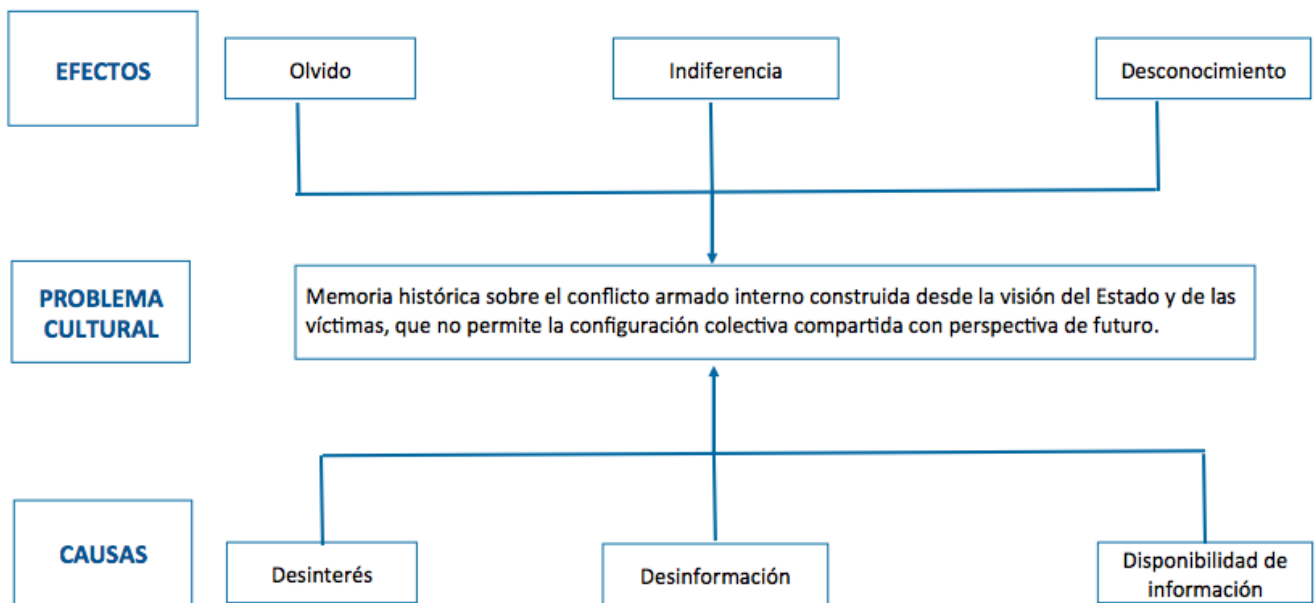 EFECTOS
Olvido
Indiferencia
Desconocimiento
PROBLEMA
CULTURAL
Memoria histórica sobre el conflicto armado interno construida desde la visión del Estado y de las
víctimas, que no permite la configuración colectiva compartida con perspectiva de futuro.
CAUSAS
Desinterés
Desinformación
Disponibilidad de
información